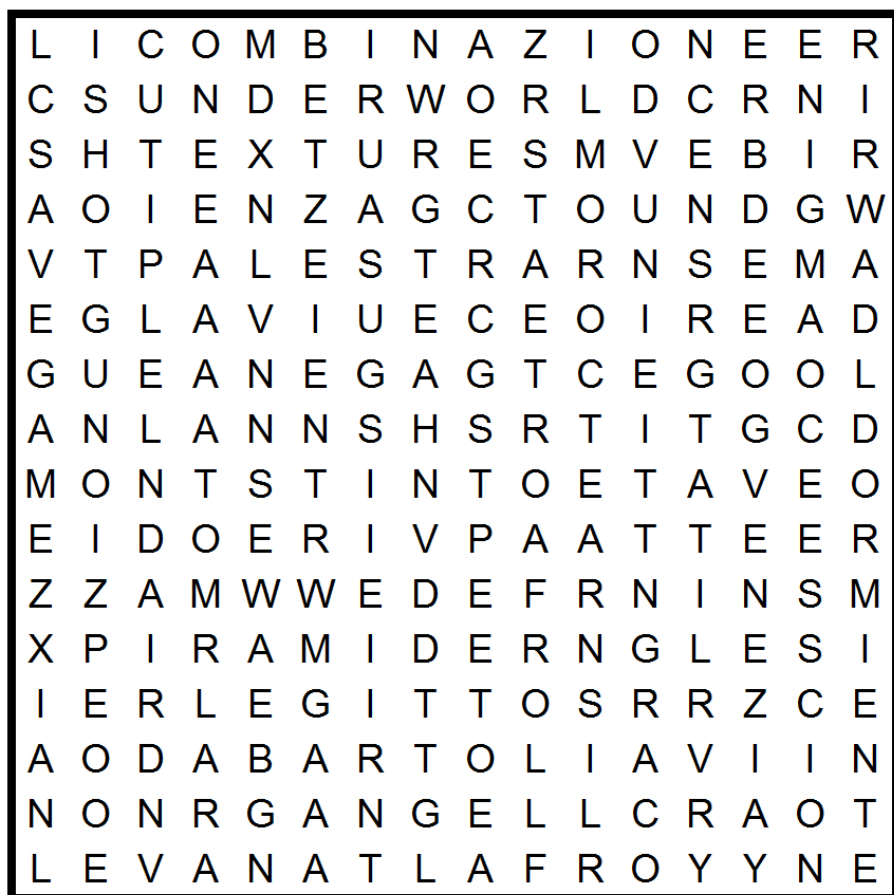 L I C O M B I N A Z I O N E E R
C S U N D E R W O R L D C R N I
S H T E X T U R E S M V E B I R
A O I E N Z A G C T O U N D G W
V T P A L E S T R A R N S E M A
E G L A V I U E C E O I R E A D
G U E A N E G A G T C E G O O L
A N L A N N S H S R T I T G C D
M O N T S T I N T O E T A V E O
E I D O E R I V P A A T T E E R
Z Z A M W W E D E F R N I N S M
X P I R A M I D E R N G L E S I
I E R L E G I T T O S R R Z C E
A O D A B A R T O L I A V I I N
N O N R G A N G E L L C R A O T
L E V A N A T L A F R O Y Y N E